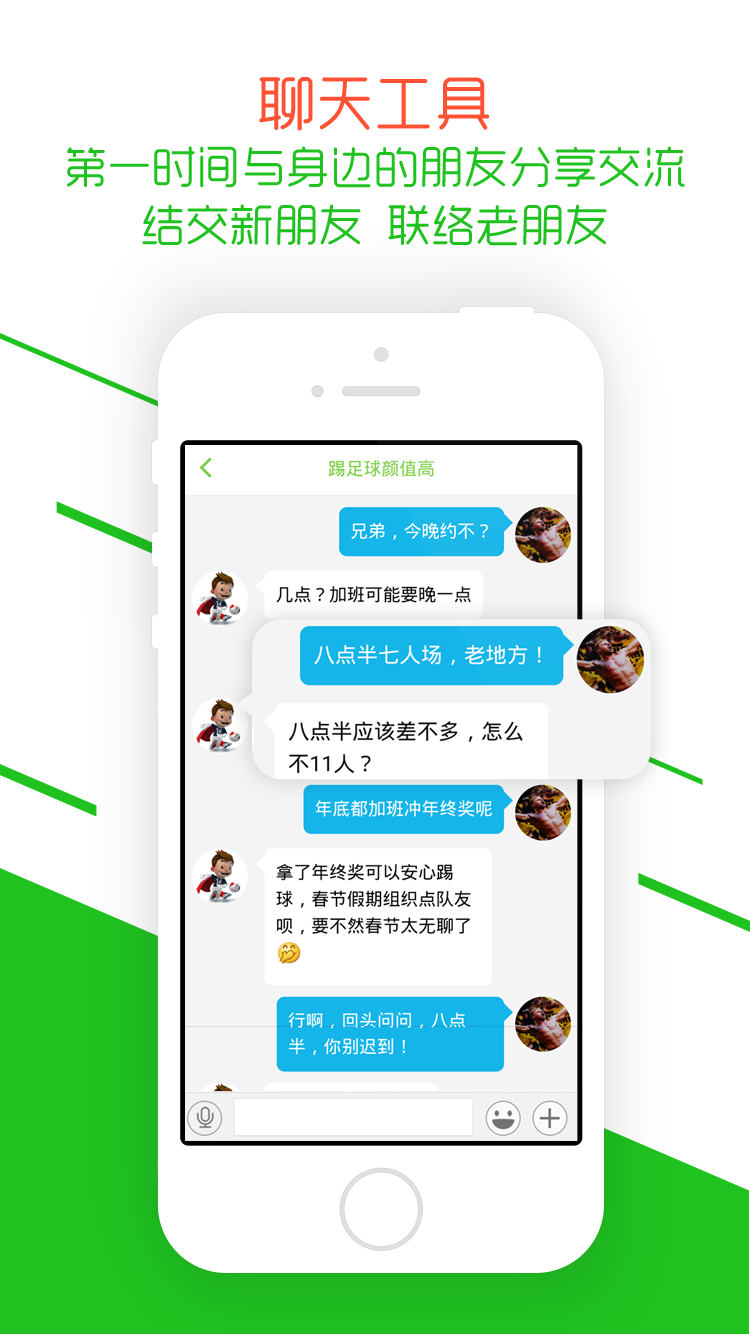 聊天工具
第一时间与身边的朋友分享交流
结交新朋友 联络老朋友
踢足球颜值高
兄弟，今晚约不？
几点？加班可能要晚一点
八点半七人场，老地方！
八点半应该差不多，怎么
不11人？
年底都加班冲年终奖呢
拿了年终奖可以安心踢
球，春节假期组织点队友
呗，要不然春节太无聊了
行啊，回头问问，八点
半，你别迟到！